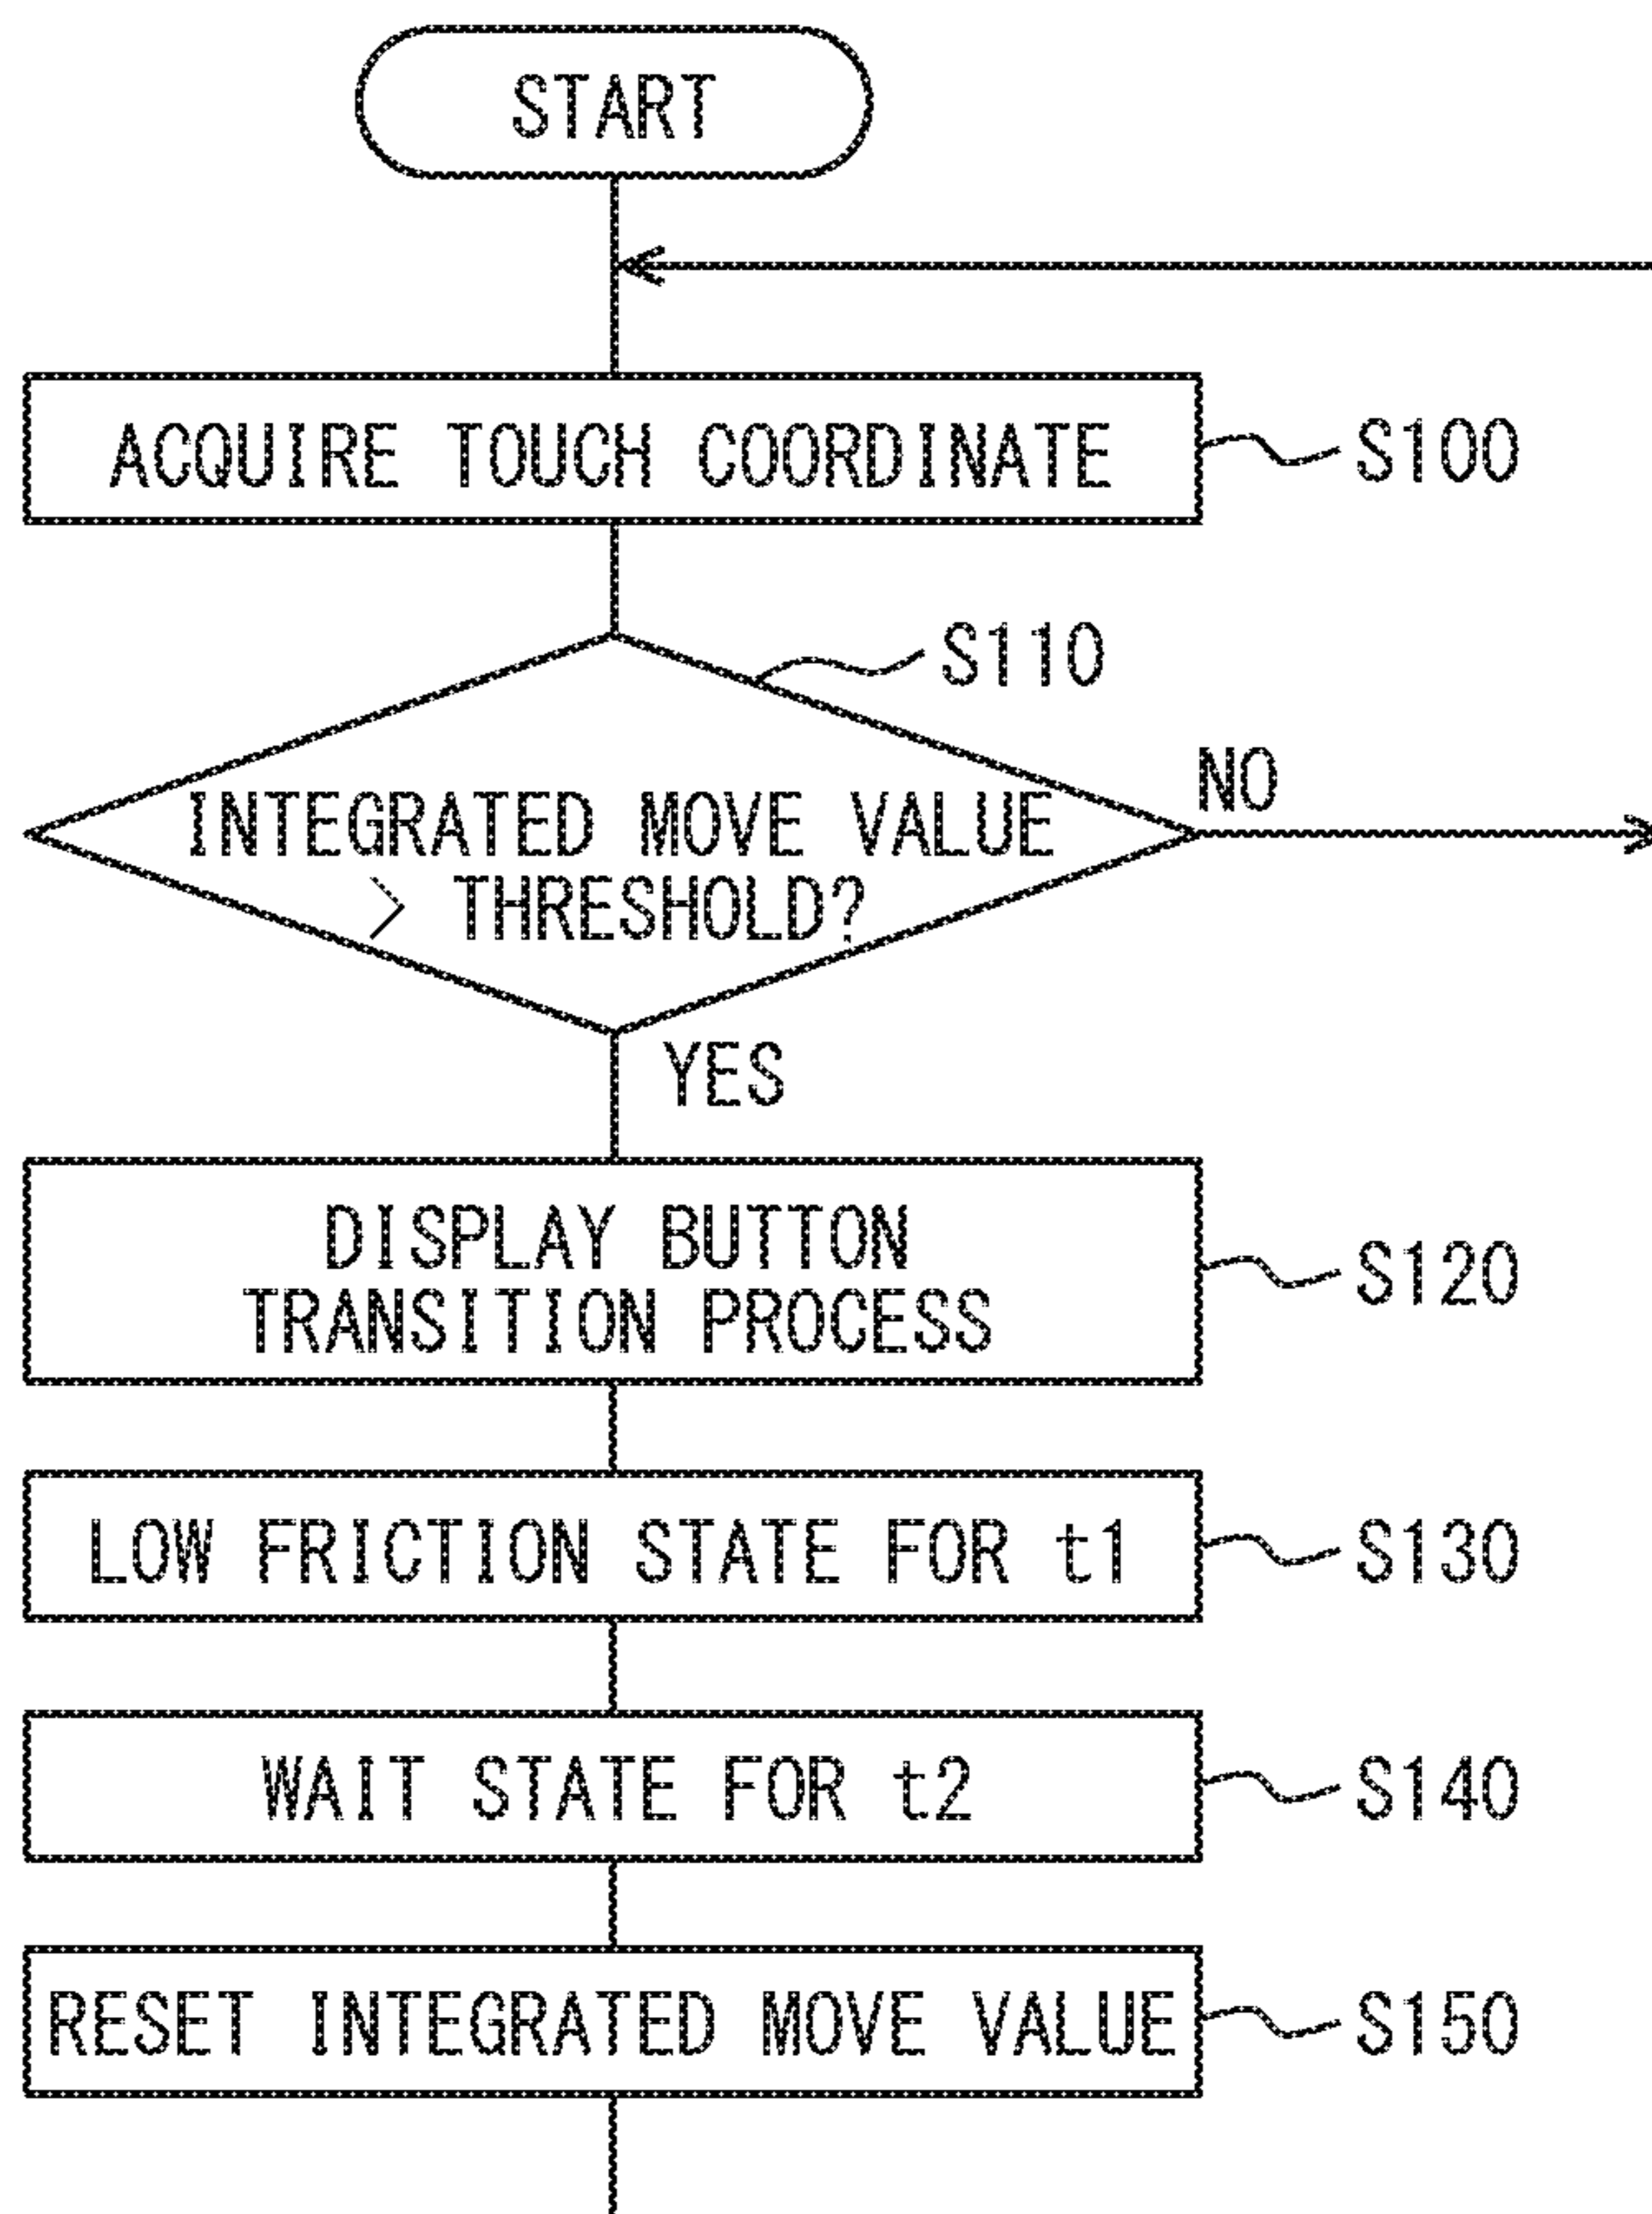 START
ACQUIRE TOUCH COORDINATE
S100
S110
INTEGRATED MOVE VALUE
> THRESHOLD?
NO
YES
DISPLAY BUTTON
TRANSITION PROCESS
S120
LOW FRICTION STATE FOR t1
S130
WAIT STATE FOR t2
S140
RESET INTEGRATED MOVE VALUE
S150